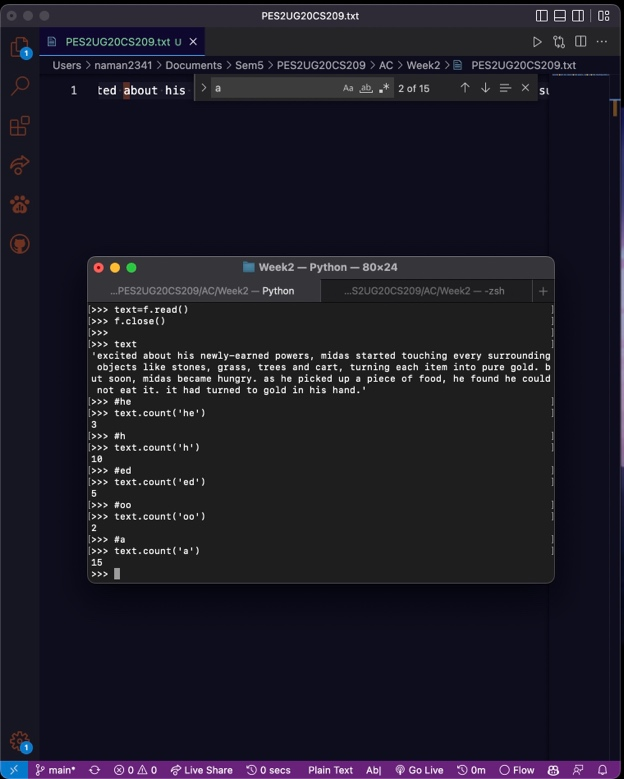 PES2UG20CS209.txt
PES2UG20CS209.txt U ×
Users > naman2341 > Documents > Sem5 > PES2UG20CS209 > AC > Week2 > PES2UG20CS209.txt
1 ted about his
> a Aa ab .* 2 of 15
su
Week2 — Python — 80×24
...PES2UG20CS209/AC/Week2 — Python
...S2UG20CS209/AC/Week2 — -zsh +
[>>> text=f.read() ]
[>>> f.close() ]
[>>> ]
[>>> text ]
'excited about his newly-earned powers, midas started touching every surrounding
objects like stones, grass, trees and cart, turning each item into pure gold. b
ut soon, midas became hungry. as he picked up a piece of food, he found he could
not eat it. it had turned to gold in his hand.'
[>>> #he ]
[>>> text.count('he') ]
3
[>>> #h ]
[>>> text.count('h') ]
10
[>>> #ed ]
[>>> text.count('ed') ]
5
[>>> #oo ]
[>>> text.count('oo') ]
2
[>>> #a ]
[>>> text.count('a') ]
15
>>>
1
1
main* 0 0 Live Share 0 secs Plain Text Ab| Go Live 0m Flow